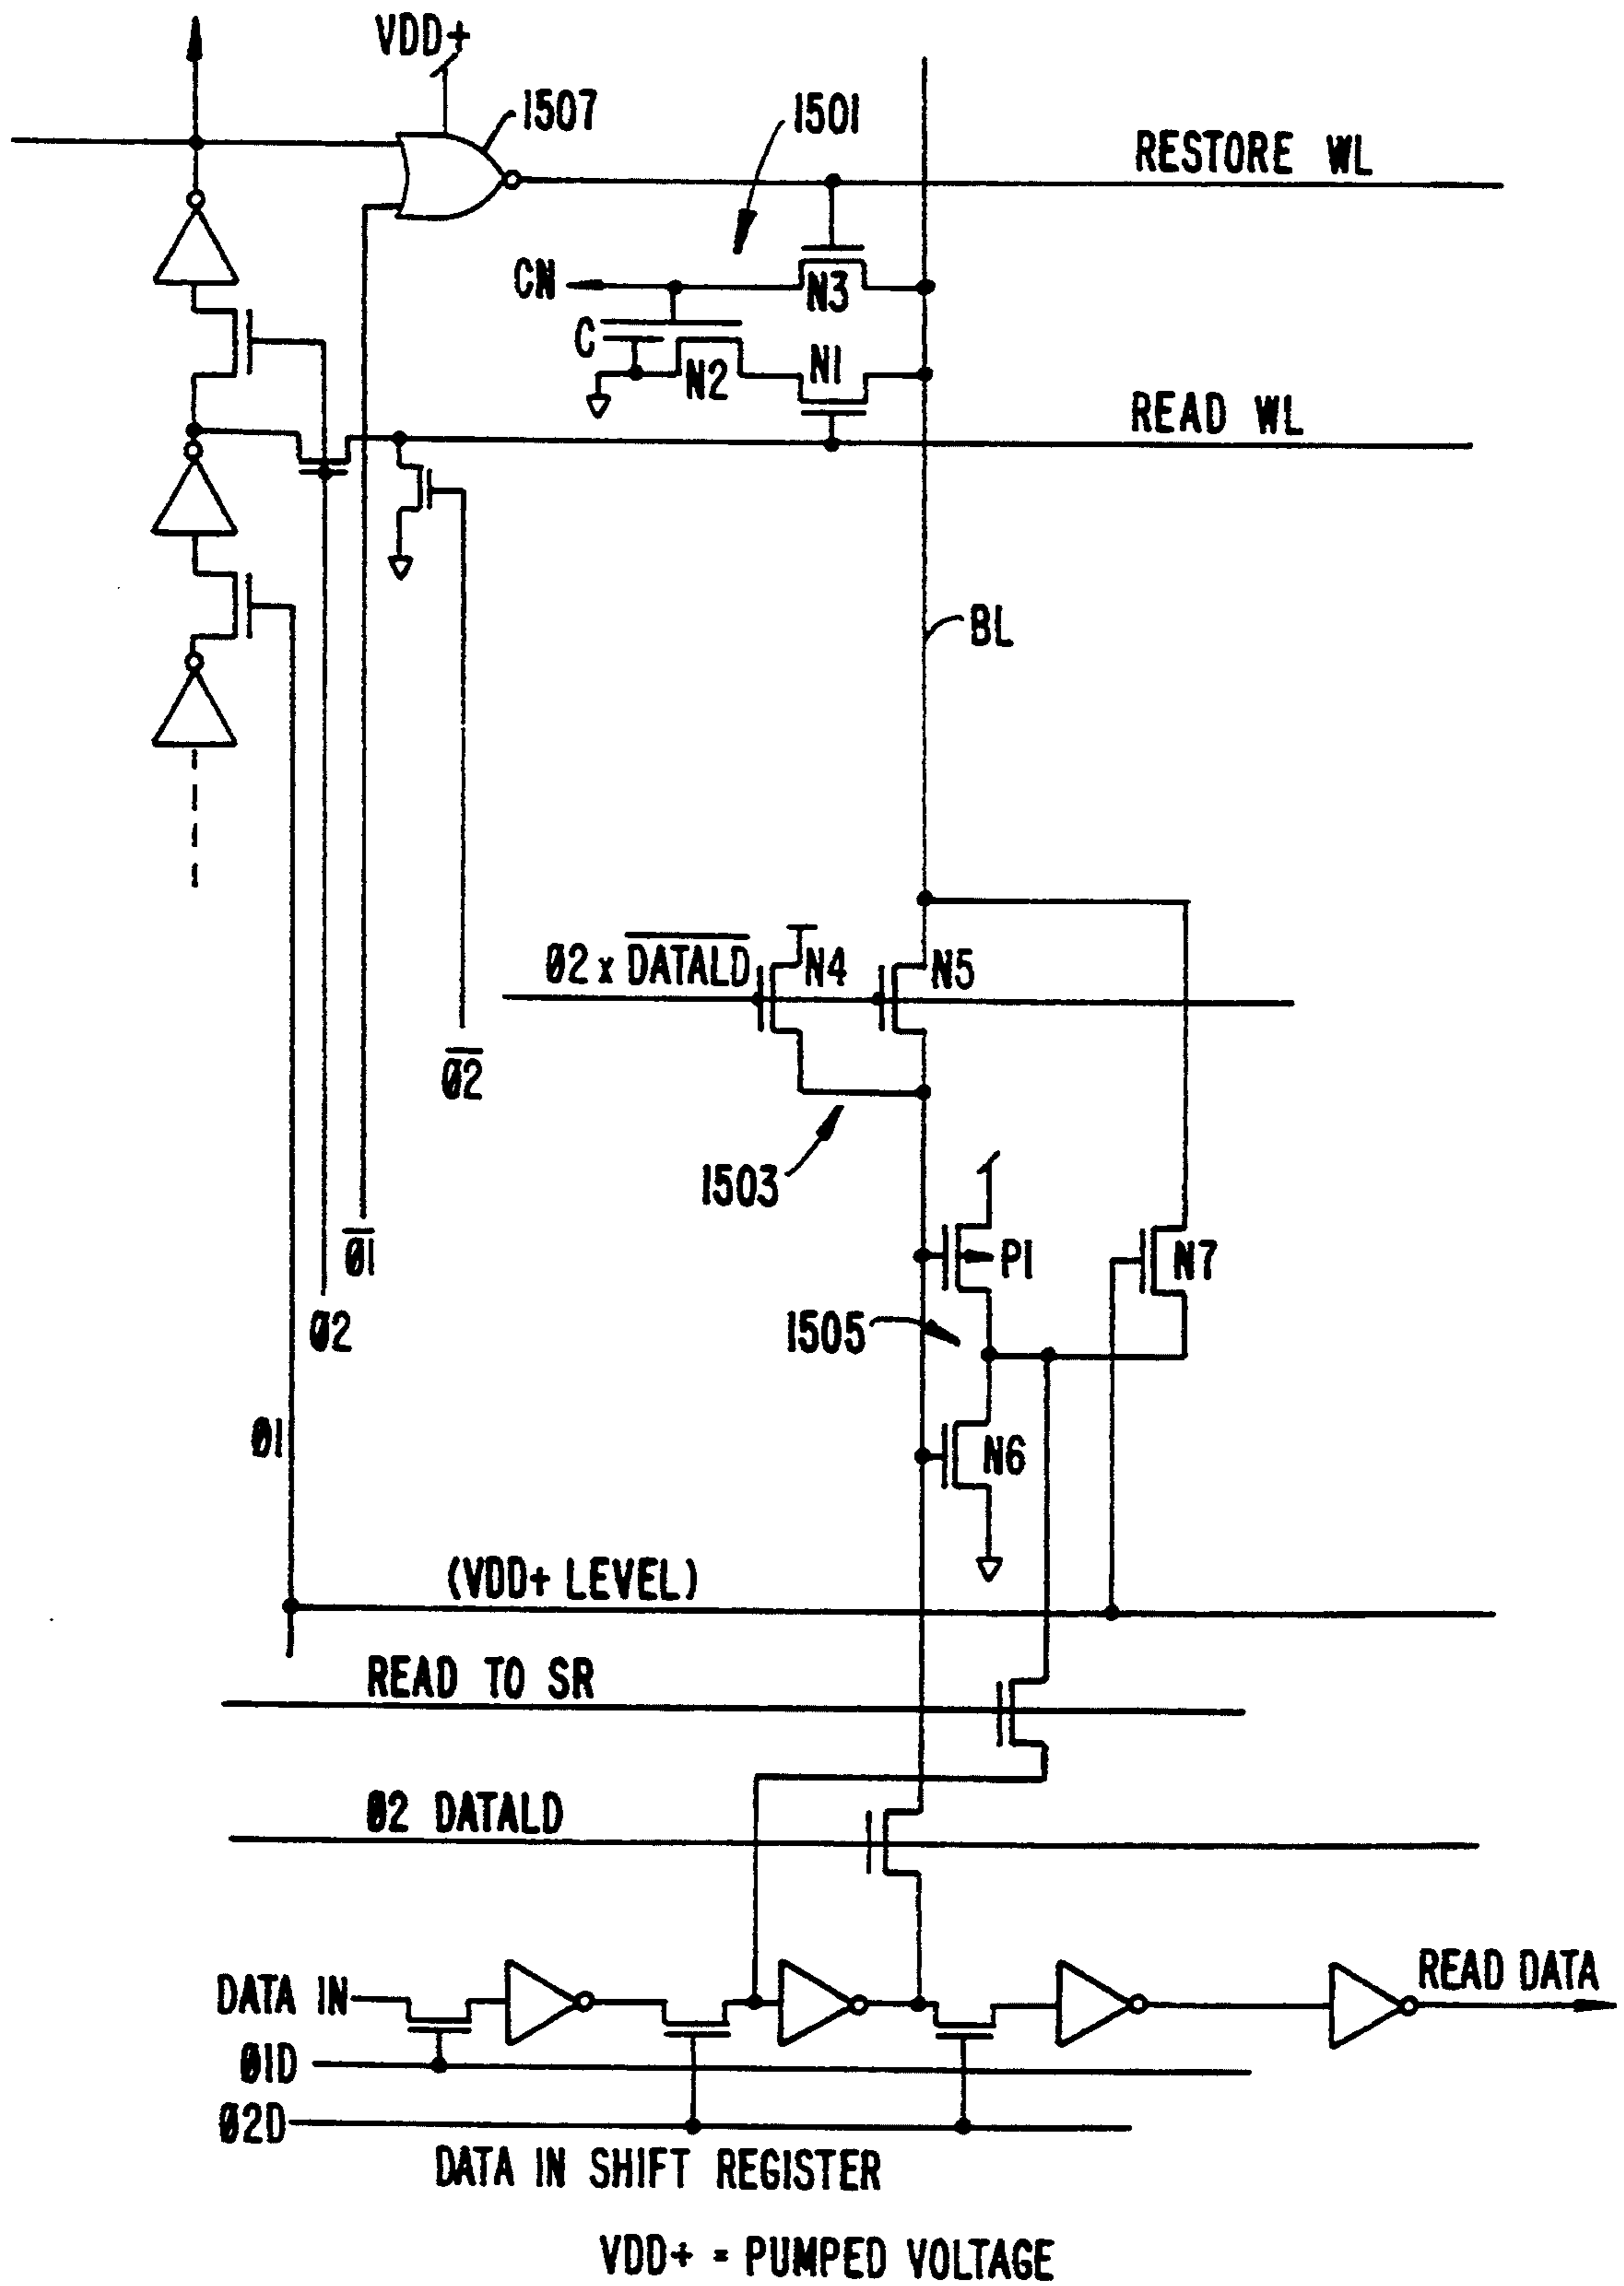 VDD+
1507
1501
RESTORE WL
CN
N3
C
N2
N1
READ WL
BL
Ø2 x DATALD
N4
N5
Ø2
1503
Ø1
P1
N7
Ø2
1505
Ø1
N6
(VDD+ LEVEL)
READ TO SR
Ø2 DATALD
DATA IN
READ DATA
Ø1D
Ø2D
DATA IN SHIFT REGISTER
VDD+ = PUMPED VOLTAGE